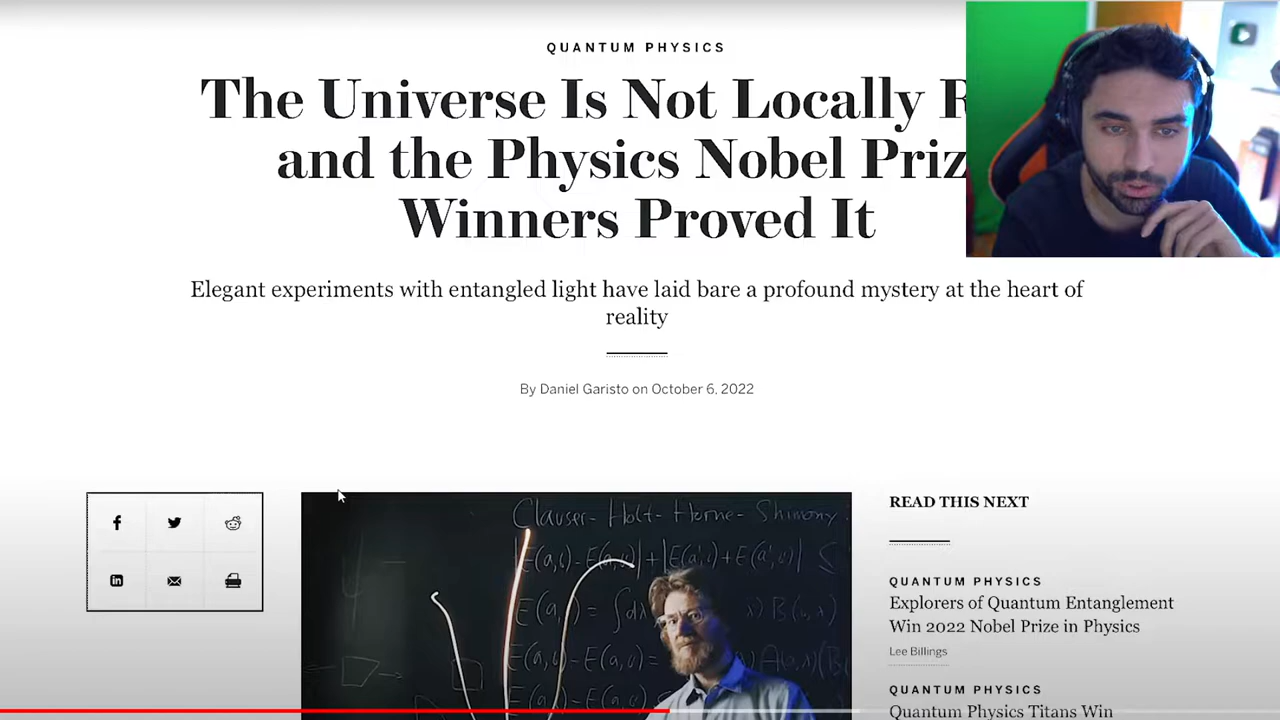 QUANTUM PHYSICS
The Universe Is Not Locally
and the Physics Nobel
Winners Proved It
Elegant experiments with entangled light have laid bare a profound mystery at the heart of
reality
By Daniel Garisto on October 6, 2022
READ THIS NEXT
QUANTUM PHYSICS
Explorers of Quantum Entanglement
Win 2022 Nobel Prize in Physics
Lee Billings
QUANTUM PHYSICS
Quantum Physics Titans Win
Clauser-Holt-Horne-Shimony